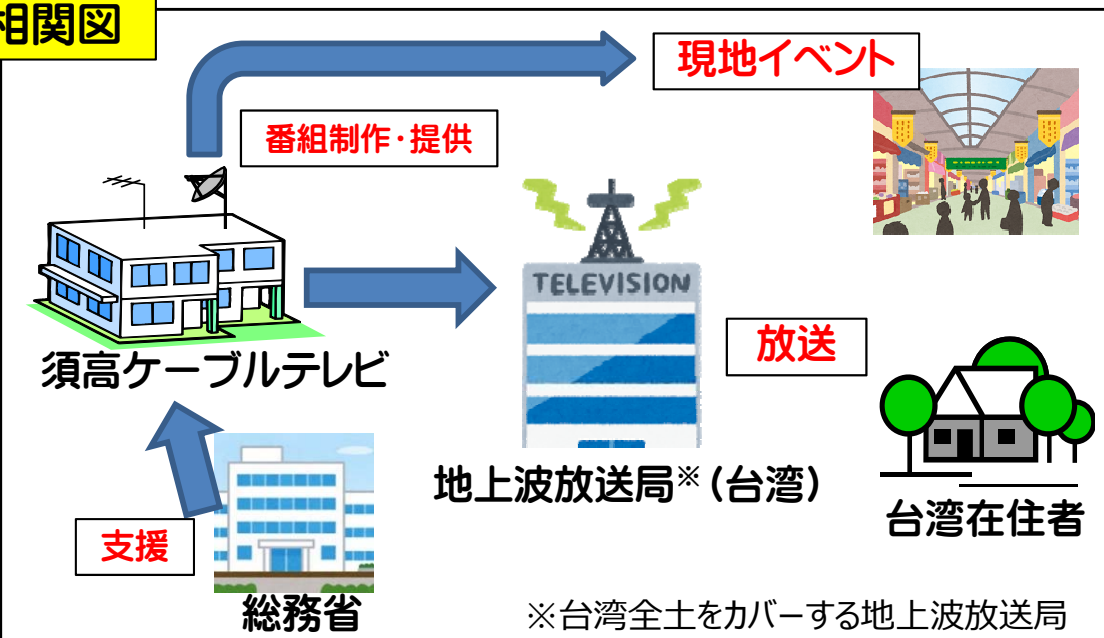 相関図
現地イベント
番組制作・提供
TELEVISION
放送
須高ケーブルテレビ
地上波放送局※(台湾)
台湾在住者
支援
総務省
※台湾全土をカバーする地上波放送局